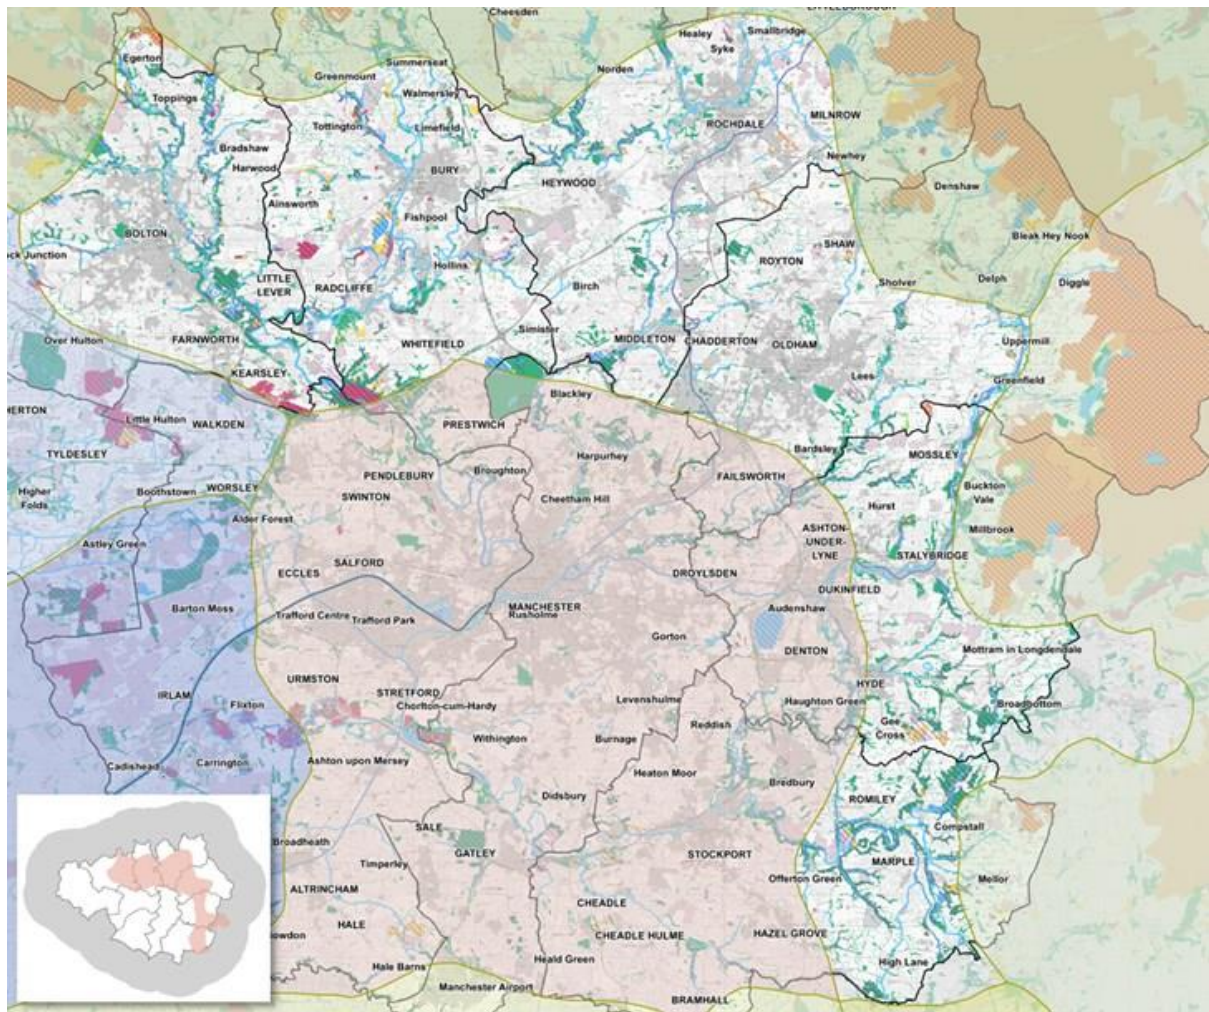 Cheesden
Healey
Smallbridge
Syke
Egerton
Summerseat
Greenmount
Norden
Toppings
Walmersley
Tottington
Limefield
ROCHDALE
MILNROW
Bradshaw
Harwood
BURY
HEYWOOD
Newhey
Denshaw
Ainsworth
Fishpool
BOLTON
SHAW
Bleak Hey Nook
ock Junction
Hollins
ROYTON
LITTLE
LEVER
RADCLIFFE
Birch
Sholver
Delph
Diggle
Simister
FARNWORTH
WHITEFIELD
MIDDLETON
CHADDERTON
OLDHAM
Uppermill
Over Hulton
KEARSLEY
Lees
Greenfield
Blackley
HERTON
Little Hulton
WALKDEN
PRESTWICH
TYLDESLEY
Harpurhey
Bardsley
MOSSLEY
PENDLEBURY
Broughton
FAILSWORTH
Higher
Folds
Boothstown
WORSLEY
SWINTON
Cheetham Hill
Buckton
Vale
Hurst
Alder Forest
ASHTON-
UNDER-
LYNE
Millbrook
Astley Green
STALYBRIDGE
SALFORD
ECCLES
DROYLSDEN
DUKINFIELD
Barton Moss
Trafford Centre
Trafford Park
MANCHESTER
Rusholme
Audenshaw
Gorton
DENTON
Mottram in Longdendale
URMSTON
HYDE
IRLAM
STRETFORD
Flixton
Chorlton-cum-Hardy
Levenshulme
Haughton Green
Broadbottom
Reddish
Gee
Cross
Withington
Burnage
Cadishead
Carrington
Ashton upon Mersey
Heaton Moor
Bredbury
Didsbury
ROMILEY
SALE
Compstall
Broadheath
GATLEY
STOCKPORT
MARPLE
Timperley
Offerton Green
Mellor
ALTRINCHAM
CHEADLE
HALE
CHEADLE HULME
HAZEL GROVE
owdon
Heald Green
High Lane
Hale Barns
Manchester Airport
BRAMHALL